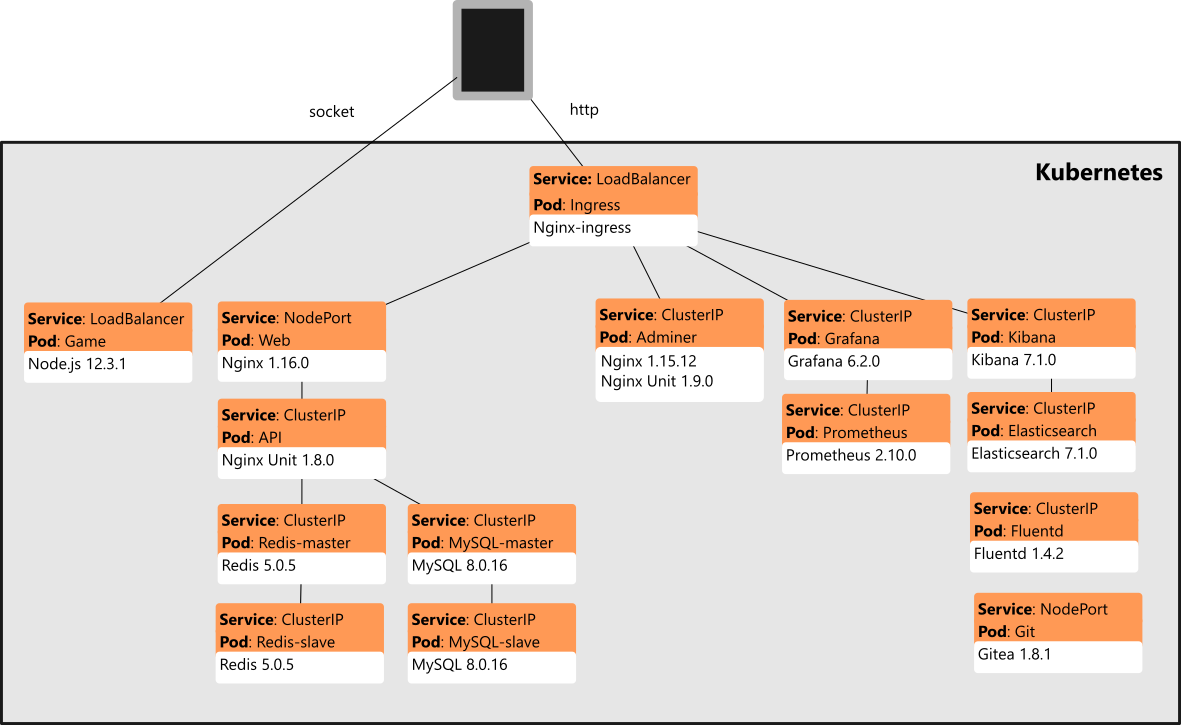 socket
http
Kubernetes
Service: LoadBalancer
Pod: Ingress
Nginx-ingress
Service: LoadBalancer
Pod: Game
Node.js 12.3.1
Service: NodePort
Pod: Web
Nginx 1.16.0
Service: ClusterIP
Pod: Adminer
Nginx 1.15.12
Nginx Unit 1.9.0
Service: ClusterIP
Pod: Grafana
Grafana 6.2.0
Service: ClusterIP
Pod: Kibana
Kibana 7.1.0
Service: ClusterIP
Pod: API
Nginx Unit 1.8.0
Service: ClusterIP
Pod: Prometheus
Prometheus 2.10.0
Service: ClusterIP
Pod: Elasticsearch
Elasticsearch 7.1.0
Service: ClusterIP
Pod: Redis-master
Redis 5.0.5
Service: ClusterIP
Pod: MySQL-master
MySQL 8.0.16
Service: ClusterIP
Pod: Fluentd
Fluentd 1.4.2
Service: ClusterIP
Pod: Redis-slave
Redis 5.0.5
Service: ClusterIP
Pod: MySQL-slave
MySQL 8.0.16
Service: NodePort
Pod: Git
Gitea 1.8.1